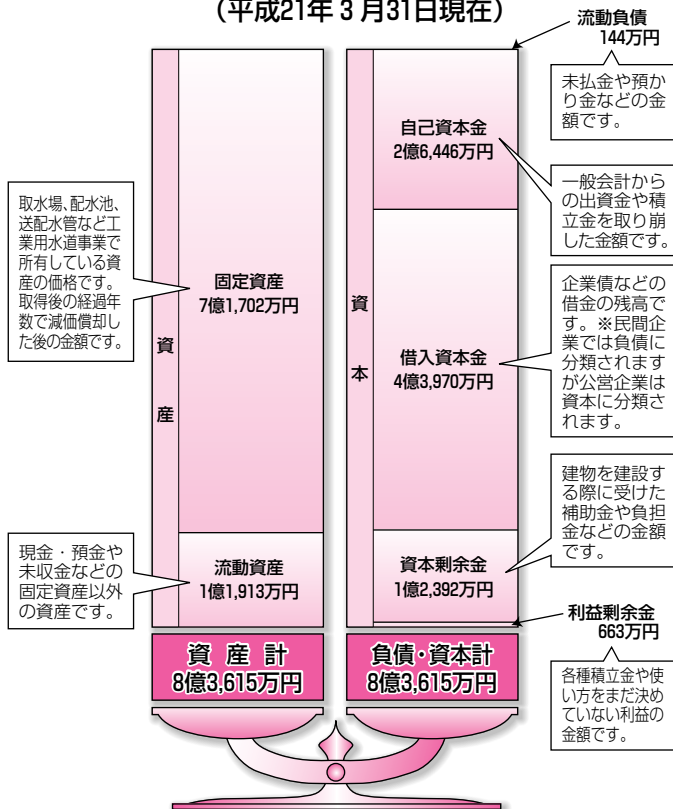 （平成21年３月31日現在）
流動負債
144万円
未払金や預か
り金などの金
額です。
自己資本金
2億6,446万円
一般会計から
の出資金や積
立金を取り崩
した金額です。
取水場、配水池、
送配水管など工
業用水道事業で
所有している資
産の価格です。
取得後の経過年
数で減価償却し
た後の金額です。
固定資産
7億1,702万円
資産
資本
借入資本金
4億3,970万円
企業債などの
借金の残高で
す。※民間企
業では負債に
分類されます
が公営企業は
資本に分類さ
れます。
建物を建設す
る際に受けた
補助金や負担
金などの金額
です。
現金・預金や
未収金などの
固定資産以外
の資産です。
流動資産
1億1,913万円
資本剰余金
1億2,392万円
利益剰余金
663万円
資産計
8億3,615万円
負債・資本計
8億3,615万円
各種積立金や使
い方をまだ決め
ていない利益の
金額です。